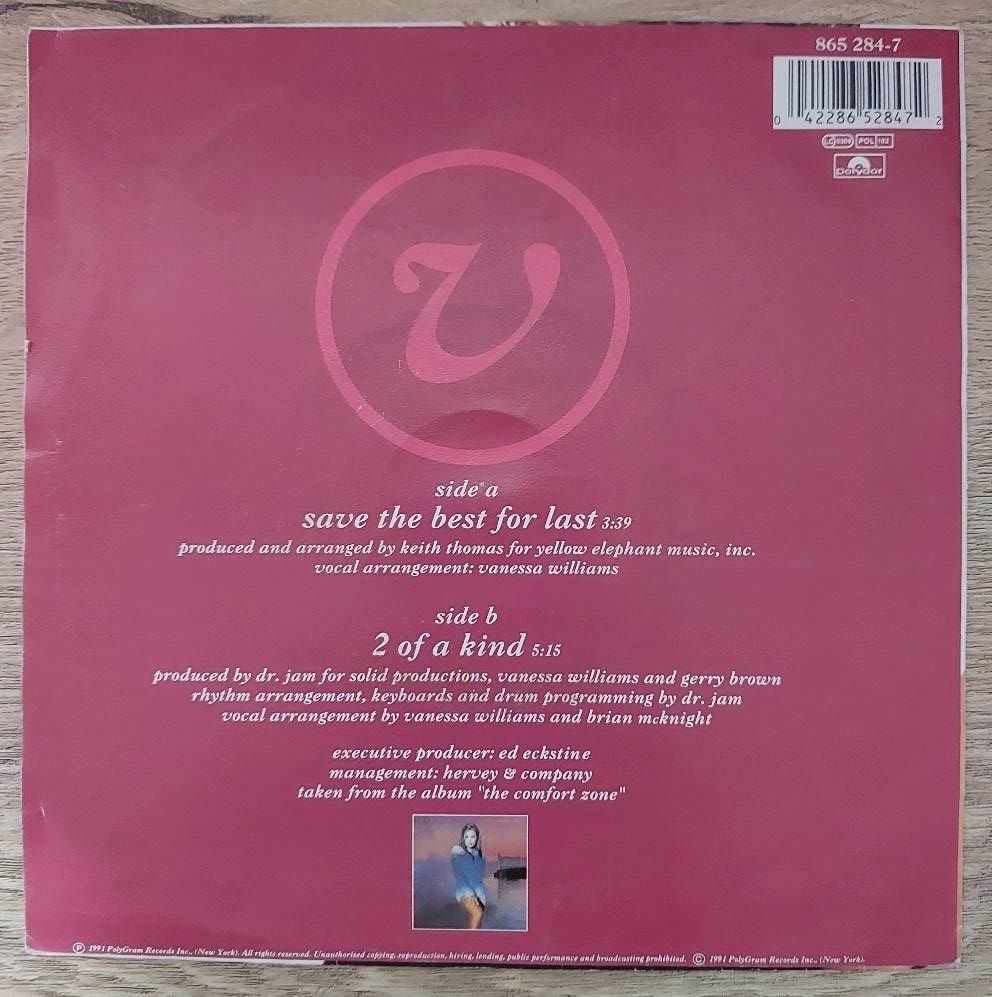 865 284-7
0 42286 52847 2
LC 0309 POL 102
Polydor
v
side a
save the best for last 3:39
produced and arranged by keith thomas for yellow elephant music, inc.
vocal arrangement: vanessa williams
side b
2 of a kind 5:15
produced by dr. jam for solid productions, vanessa williams and gerry brown
rhythm arrangement, keyboards and drum programming by dr. jam
vocal arrangement by vanessa williams and brian mcknight
executive producer: ed eckstine
management: hervey & company
taken from the album "the comfort zone"
℗ 1991 PolyGram Records Inc., (New York). All rights reserved. Unauthorised copying, reproduction, hiring, lending, public performance and broadcasting prohibited. © 1991 PolyGram Records Inc., (New York).